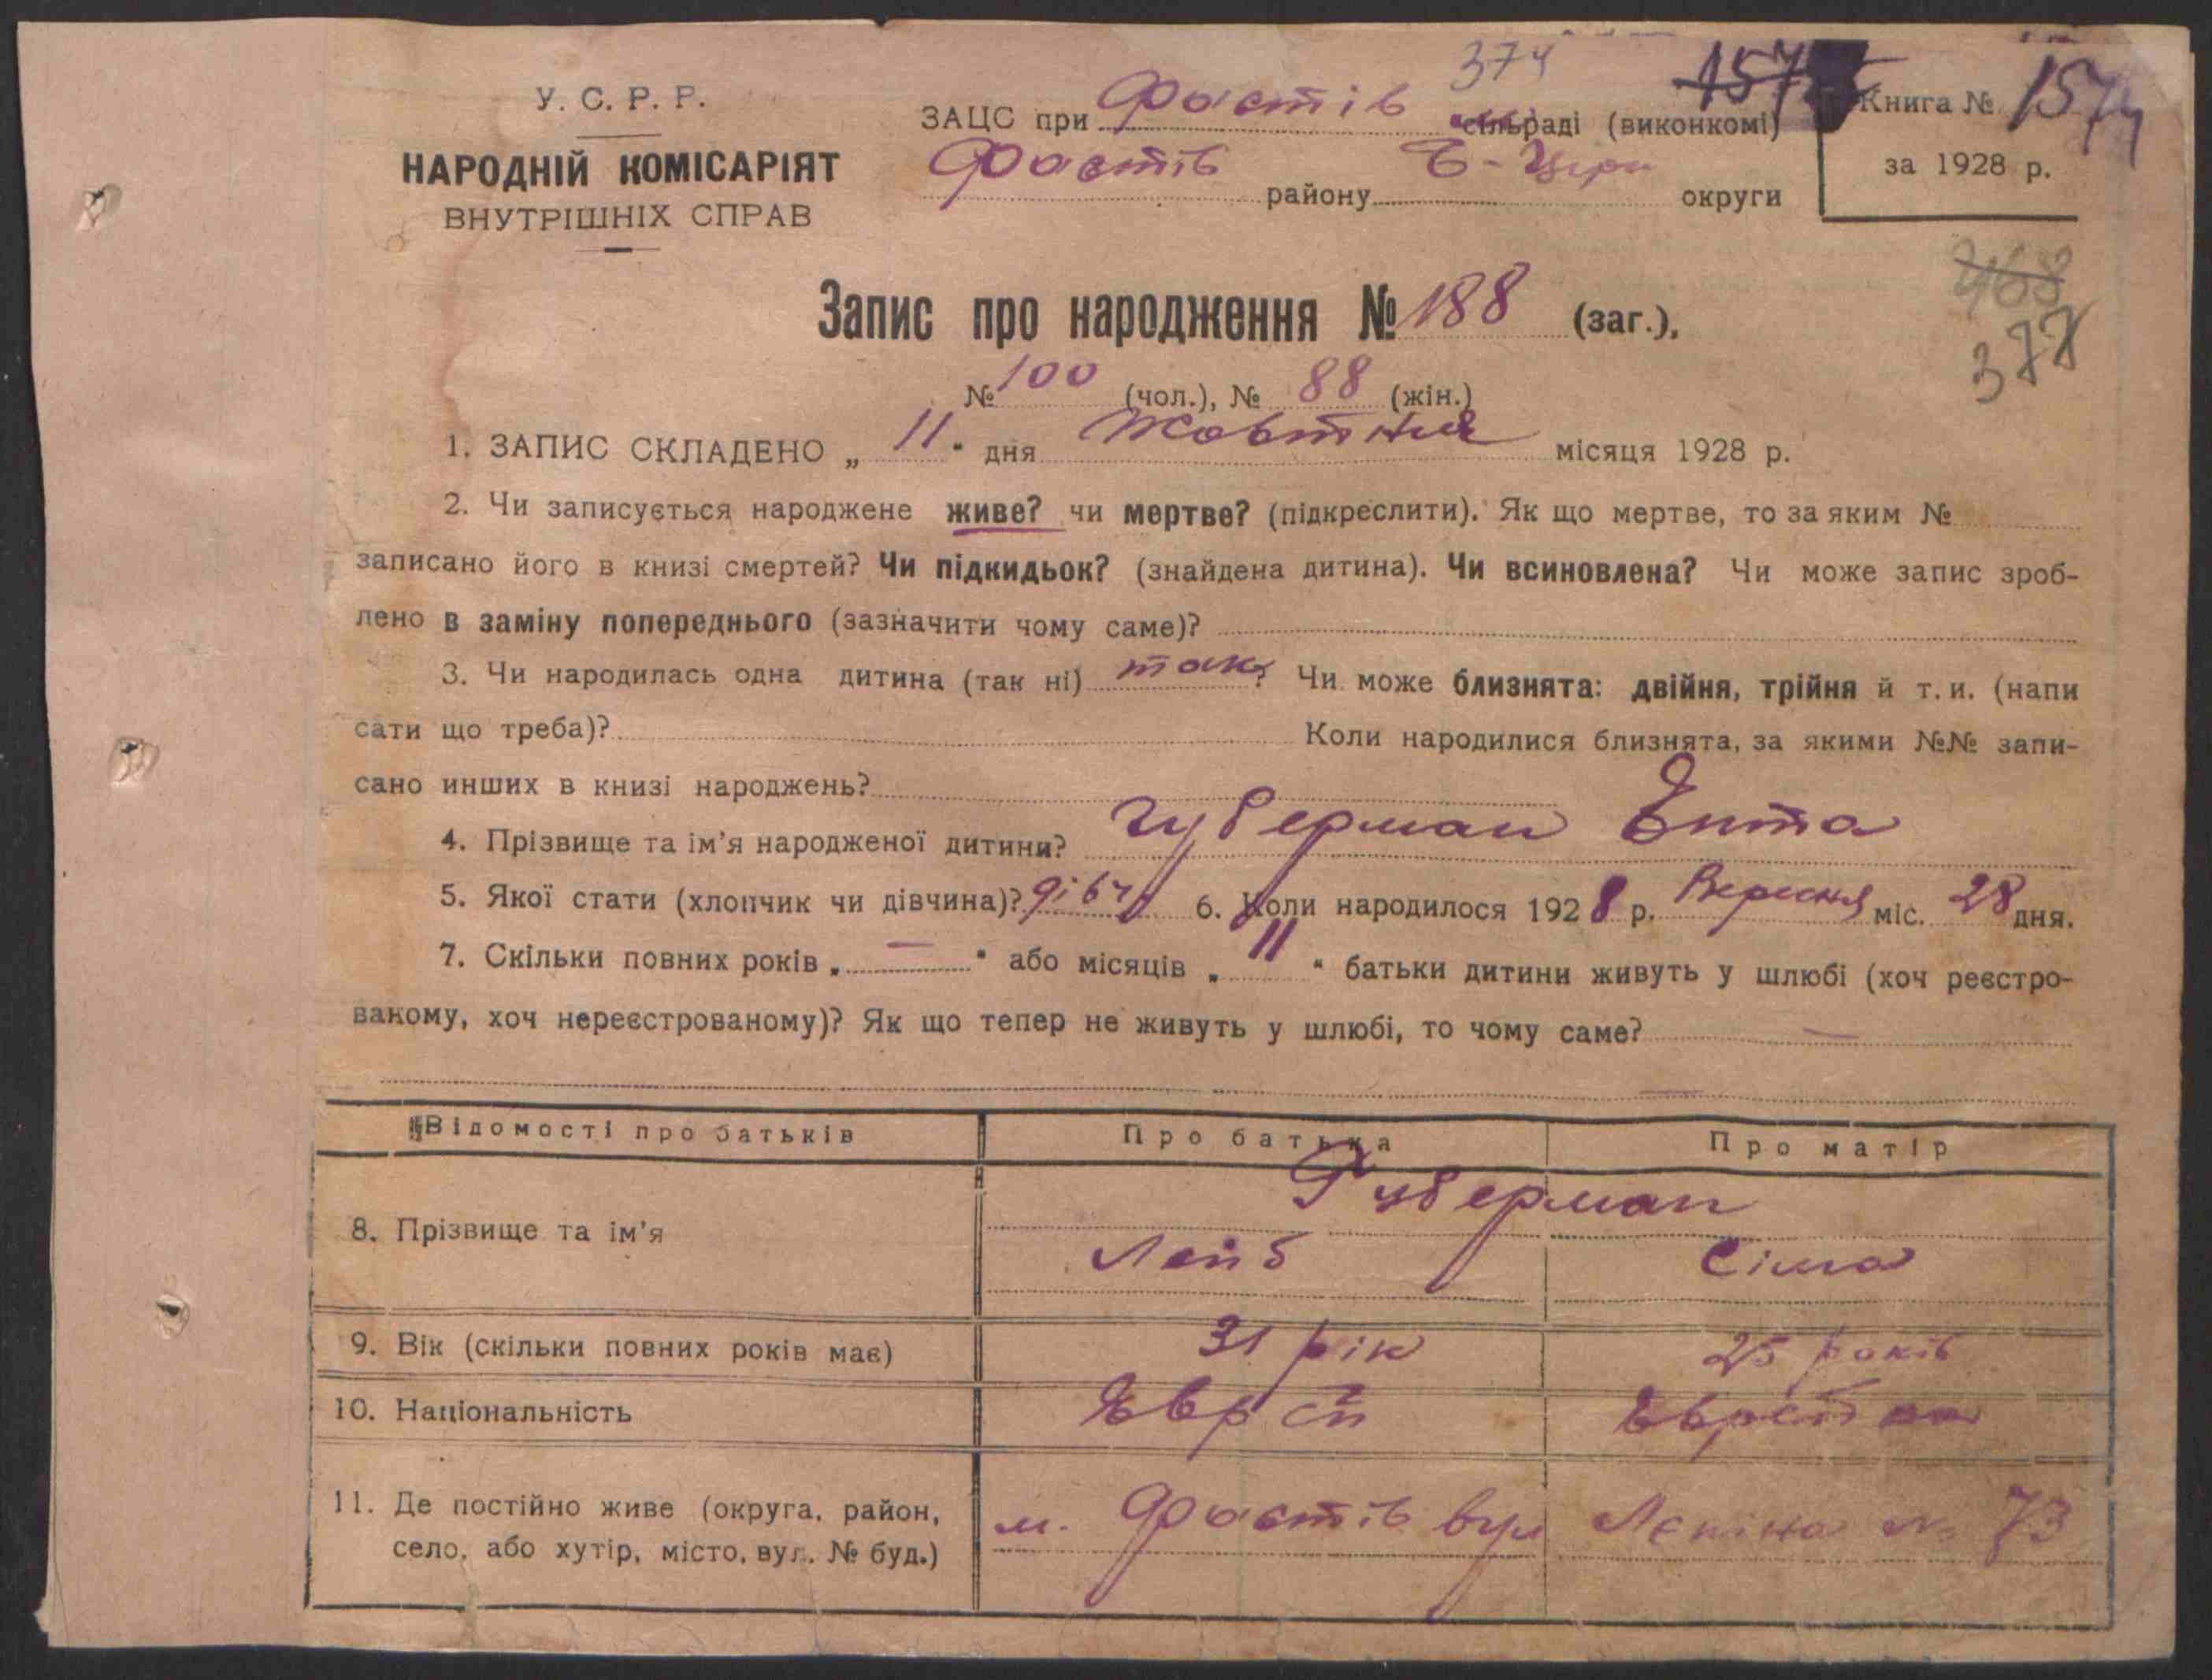 374
У. С. Р. Р.
ЗАЦС при Фастів сільраді (виконкомі)
Книга № 1574
НАРОДНІЙ КОМІСАРІЯТ
Фастів району Б-Церк округи
за 1928 р.
ВНУТРІШНІХ СПРАВ
468
Запис про народження № 188 (заг.),
377
№ 100 (чол.), № 88 (жін.)
1. ЗАПИС СКЛАДЕНО „ 11 " дня Жовтня місяця 1928 р.
2. Чи записується народжене живе? чи мертве? (підкреслити). Як що мертве, то за яким №
записано його в книзі смертей? Чи підкидьок? (знайдена дитина). Чи всиновлена? Чи може запис зроб-
лено в заміну попереднього (зазначити чому саме)?
3. Чи народилась одна дитина (так ні) так? Чи може близнята: двійня, трійня й т. и. (напи
сати що треба)? Коли народилися близнята, за якими №№ запи-
сано инших в книзі народжень?
4. Прізвище та ім'я народженої дитини? Губерман Ента
5. Якої стати (хлопчик чи дівчина)? дівч 6. Коли народилося 1928 р. Вересня міс. 28 дня.
7. Скільки повних років „ — " або місяців „ 11 " батьки дитини живуть у шлюбі (хоч реєстро-
ваному, хоч нереєстрованому)? Як що тепер не живуть у шлюбі, то чому саме? —
Відомості про батьків Про батька Про матір
8. Прізвище та ім'я Губерман
Лейб Сіма
9. Вік (скільки повних років має) 31 рік 25 років
10. Національність Єврей Єврейка
11. Де постійно живе (округа, район,
село, або хутір, місто, вул. № буд.)
м. Фастів вул Леніна № 73